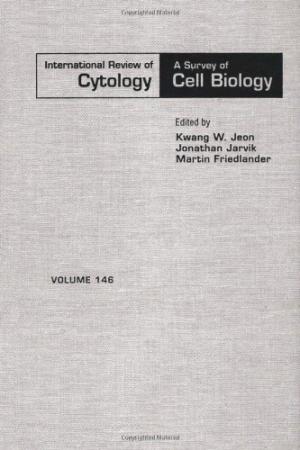 International Review of
Cytology
A Survey of
Cell Biology
Edited by
Kwang W. Jeon
Jonathan Jarvik
Martin Friedlander
VOLUME 146